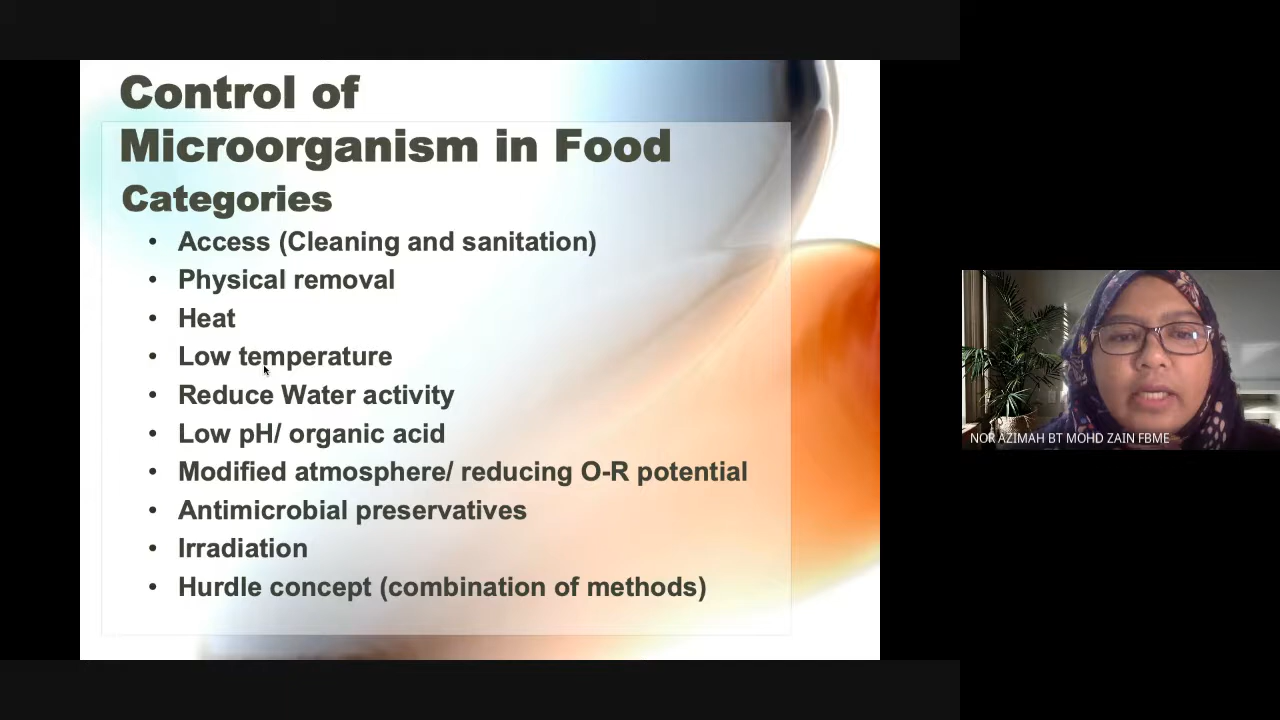 Control of
Microorganism in Food
Categories
• Access (Cleaning and sanitation)
• Physical removal
• Heat
• Low temperature
• Reduce Water activity
• Low pH/ organic acid
• Modified atmosphere/ reducing O-R potential
• Antimicrobial preservatives
• Irradiation
• Hurdle concept (combination of methods)
NOR AZIMAH BT MOHD ZAIN FBME